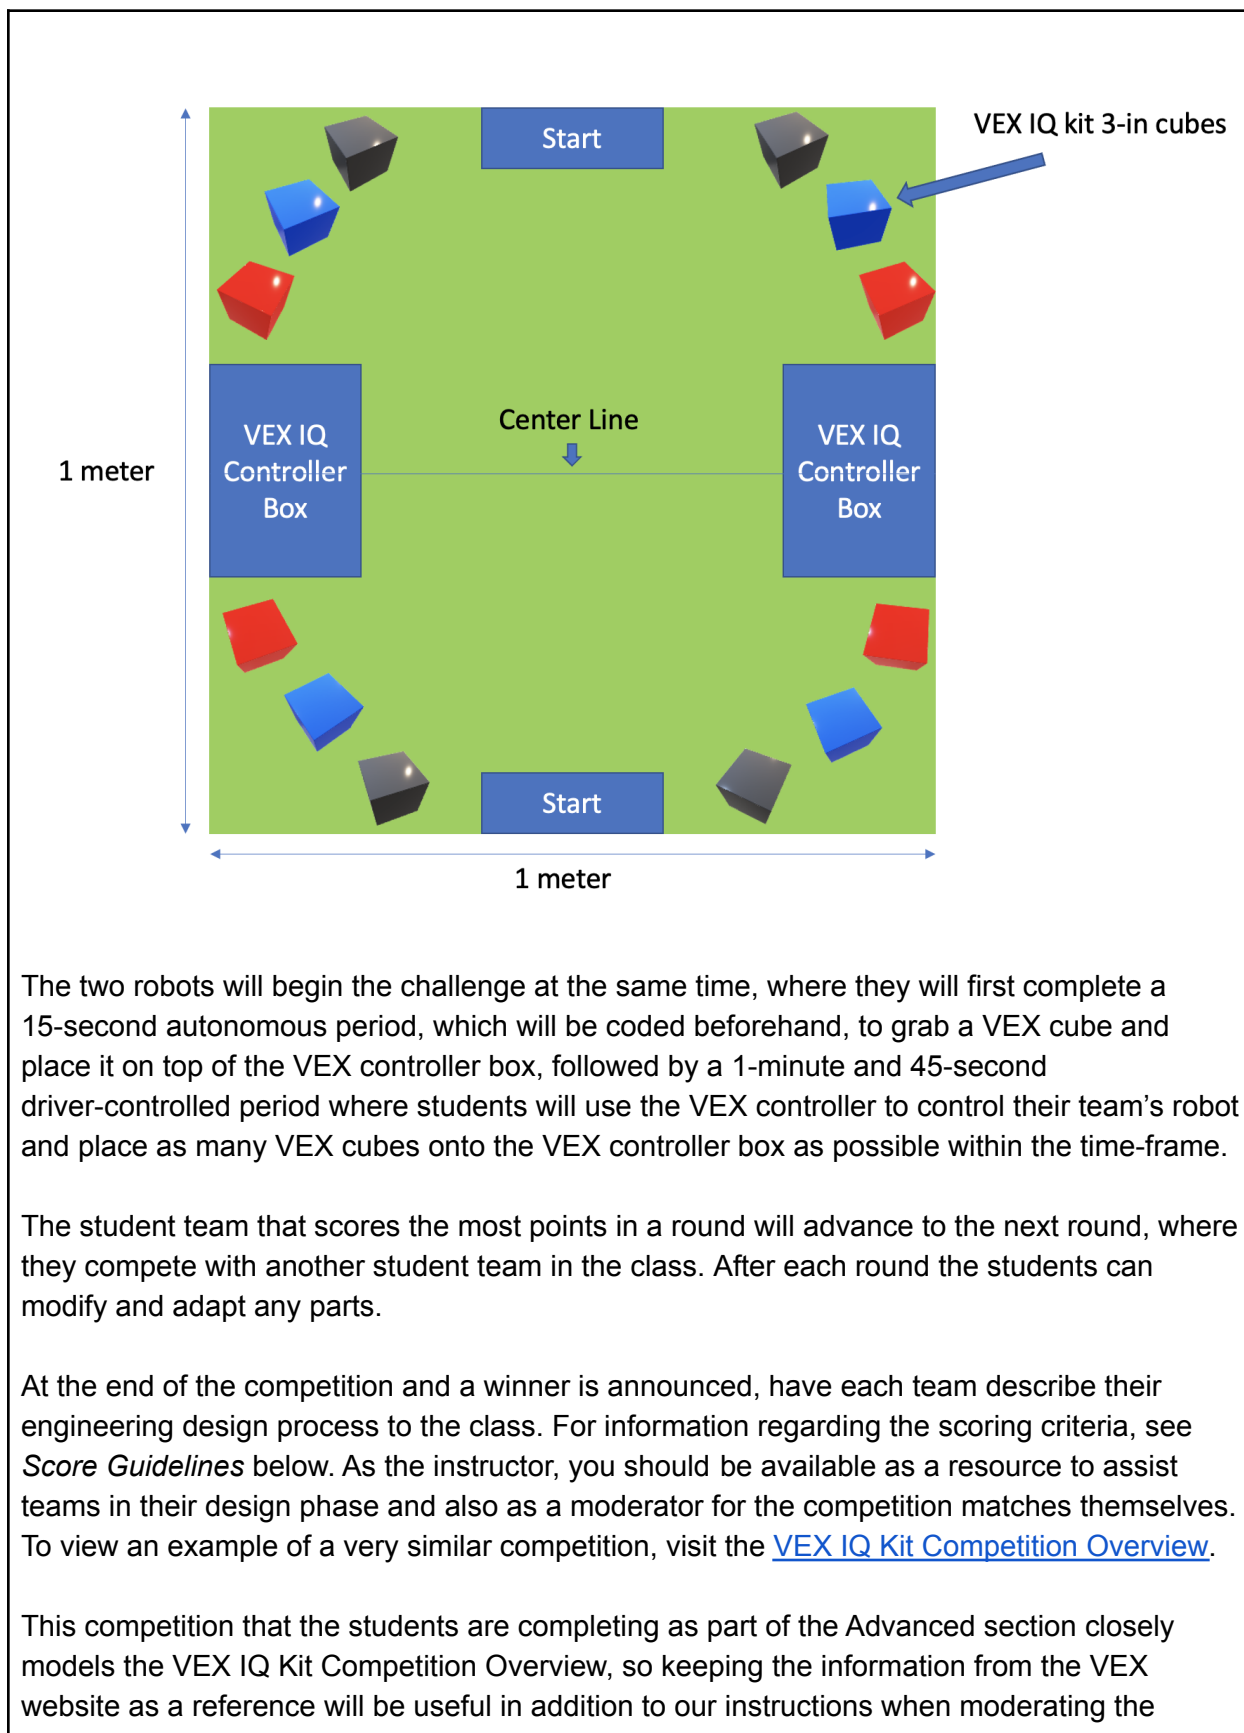 VEX IQ kit 3-in cubes
Start
Center Line
VEX IQ
Controller
Box
VEX IQ
Controller
Box
1 meter
Start
1 meter
The two robots will begin the challenge at the same time, where they will first complete a
15-second autonomous period, which will be coded beforehand, to grab a VEX cube and
place it on top of the VEX controller box, followed by a 1-minute and 45-second
driver-controlled period where students will use the VEX controller to control their team’s robot
and place as many VEX cubes onto the VEX controller box as possible within the time-frame.
The student team that scores the most points in a round will advance to the next round, where
they compete with another student team in the class. After each round the students can
modify and adapt any parts.
At the end of the competition and a winner is announced, have each team describe their
engineering design process to the class. For information regarding the scoring criteria, see
Score Guidelines below. As the instructor, you should be available as a resource to assist
teams in their design phase and also as a moderator for the competition matches themselves.
To view an example of a very similar competition, visit the VEX IQ Kit Competition Overview.
This competition that the students are completing as part of the Advanced section closely
models the VEX IQ Kit Competition Overview, so keeping the information from the VEX
website as a reference will be useful in addition to our instructions when moderating the